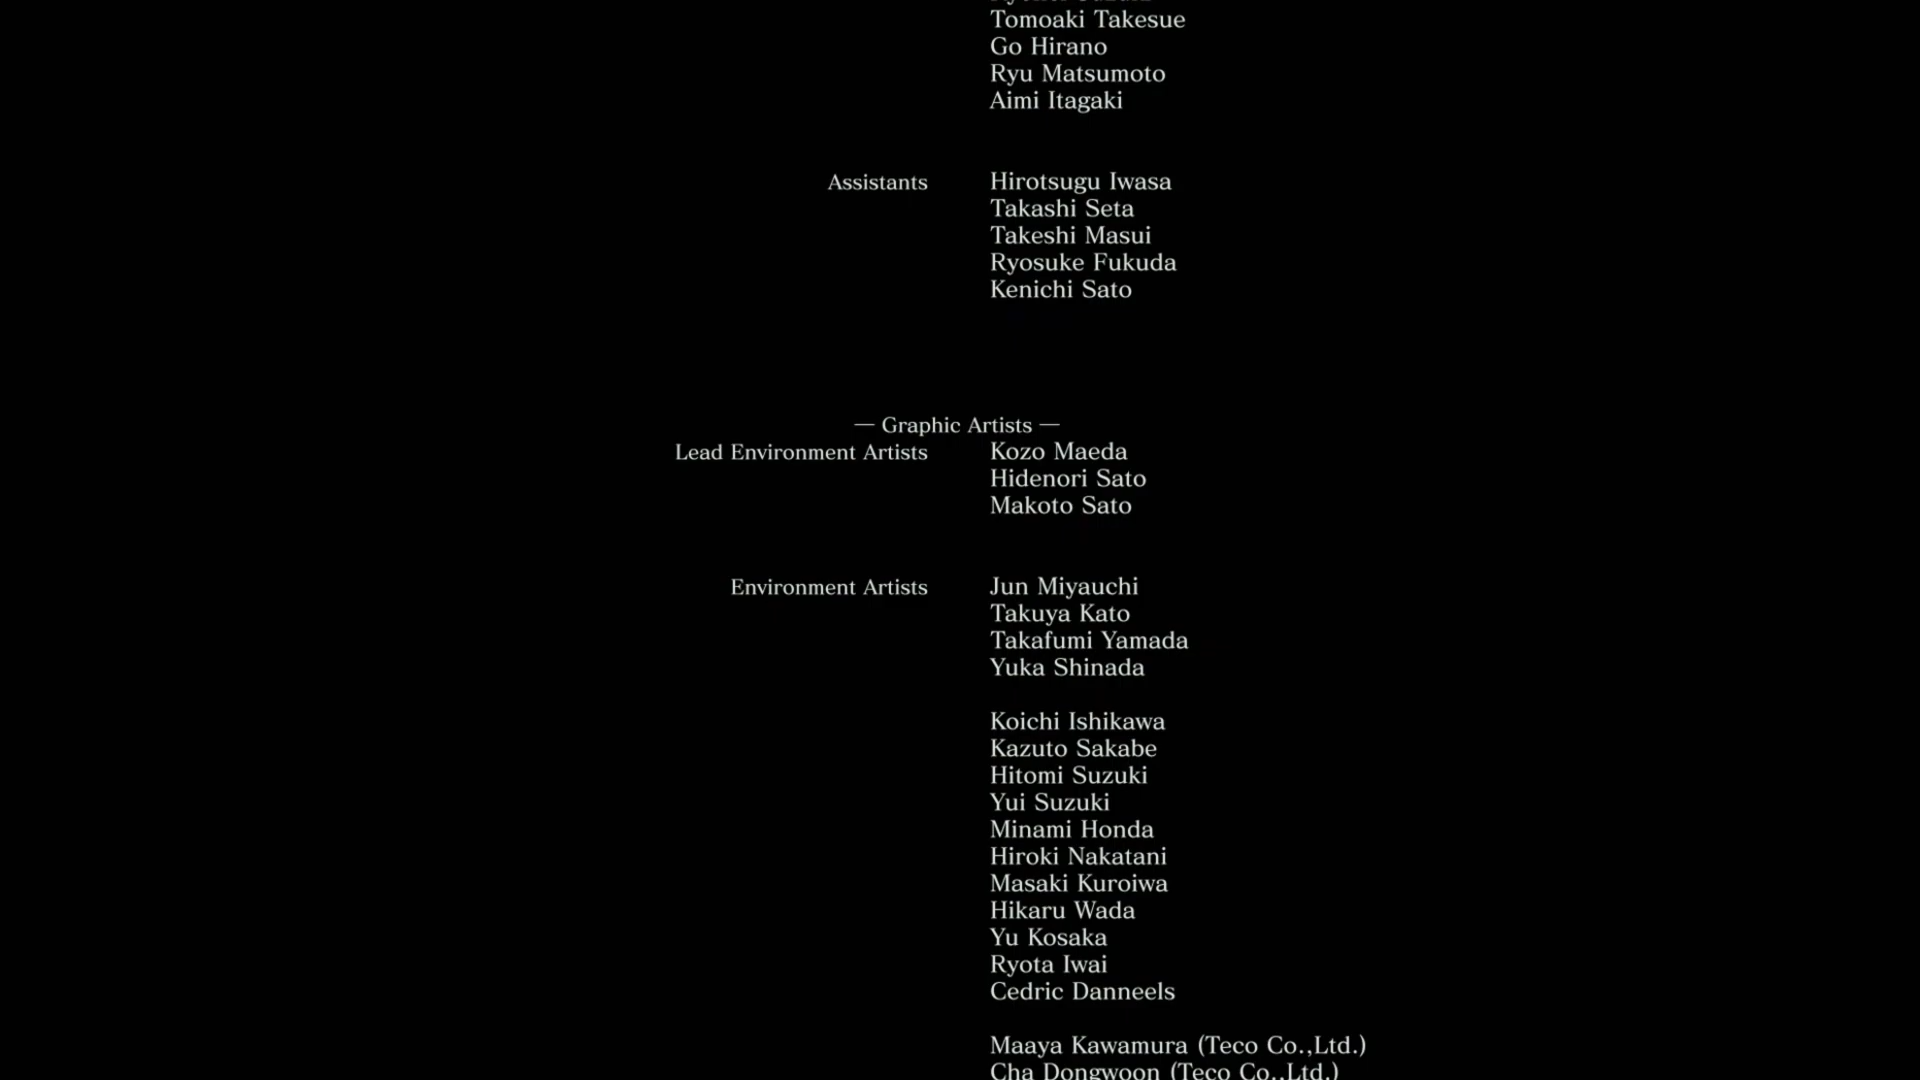 Tomoaki Takesue
Go Hirano
Ryu Matsumoto
Aimi Itagaki
Assistants Hirotsugu Iwasa
Takashi Seta
Takeshi Masui
Ryosuke Fukuda
Kenichi Sato
— Graphic Artists —
Lead Environment Artists Kozo Maeda
Hidenori Sato
Makoto Sato
Environment Artists Jun Miyauchi
Takuya Kato
Takafumi Yamada
Yuka Shinada
Koichi Ishikawa
Kazuto Sakabe
Hitomi Suzuki
Yui Suzuki
Minami Honda
Hiroki Nakatani
Masaki Kuroiwa
Hikaru Wada
Yu Kosaka
Ryota Iwai
Cedric Danneels
Maaya Kawamura (Teco Co.,Ltd.)
Cha Dongwoon (Teco Co.,Ltd.)